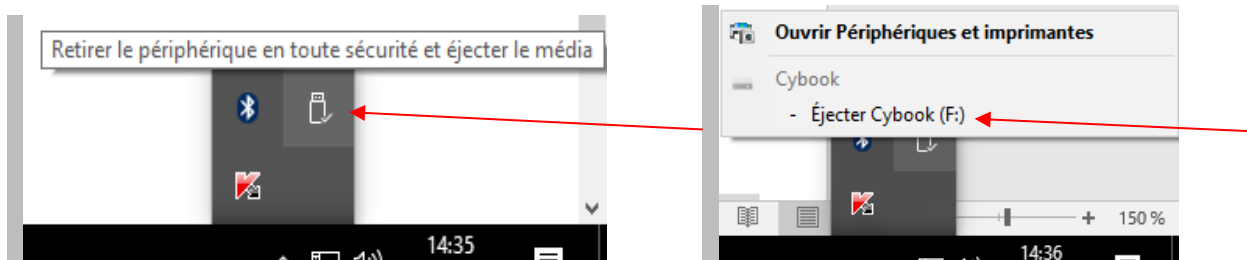 Retirer le périphérique en toute sécurité et éjecter le média
14:35
Ouvrir Périphériques et imprimantes
Cybook
- Éjecter Cybook (F:)
150 %
14:36